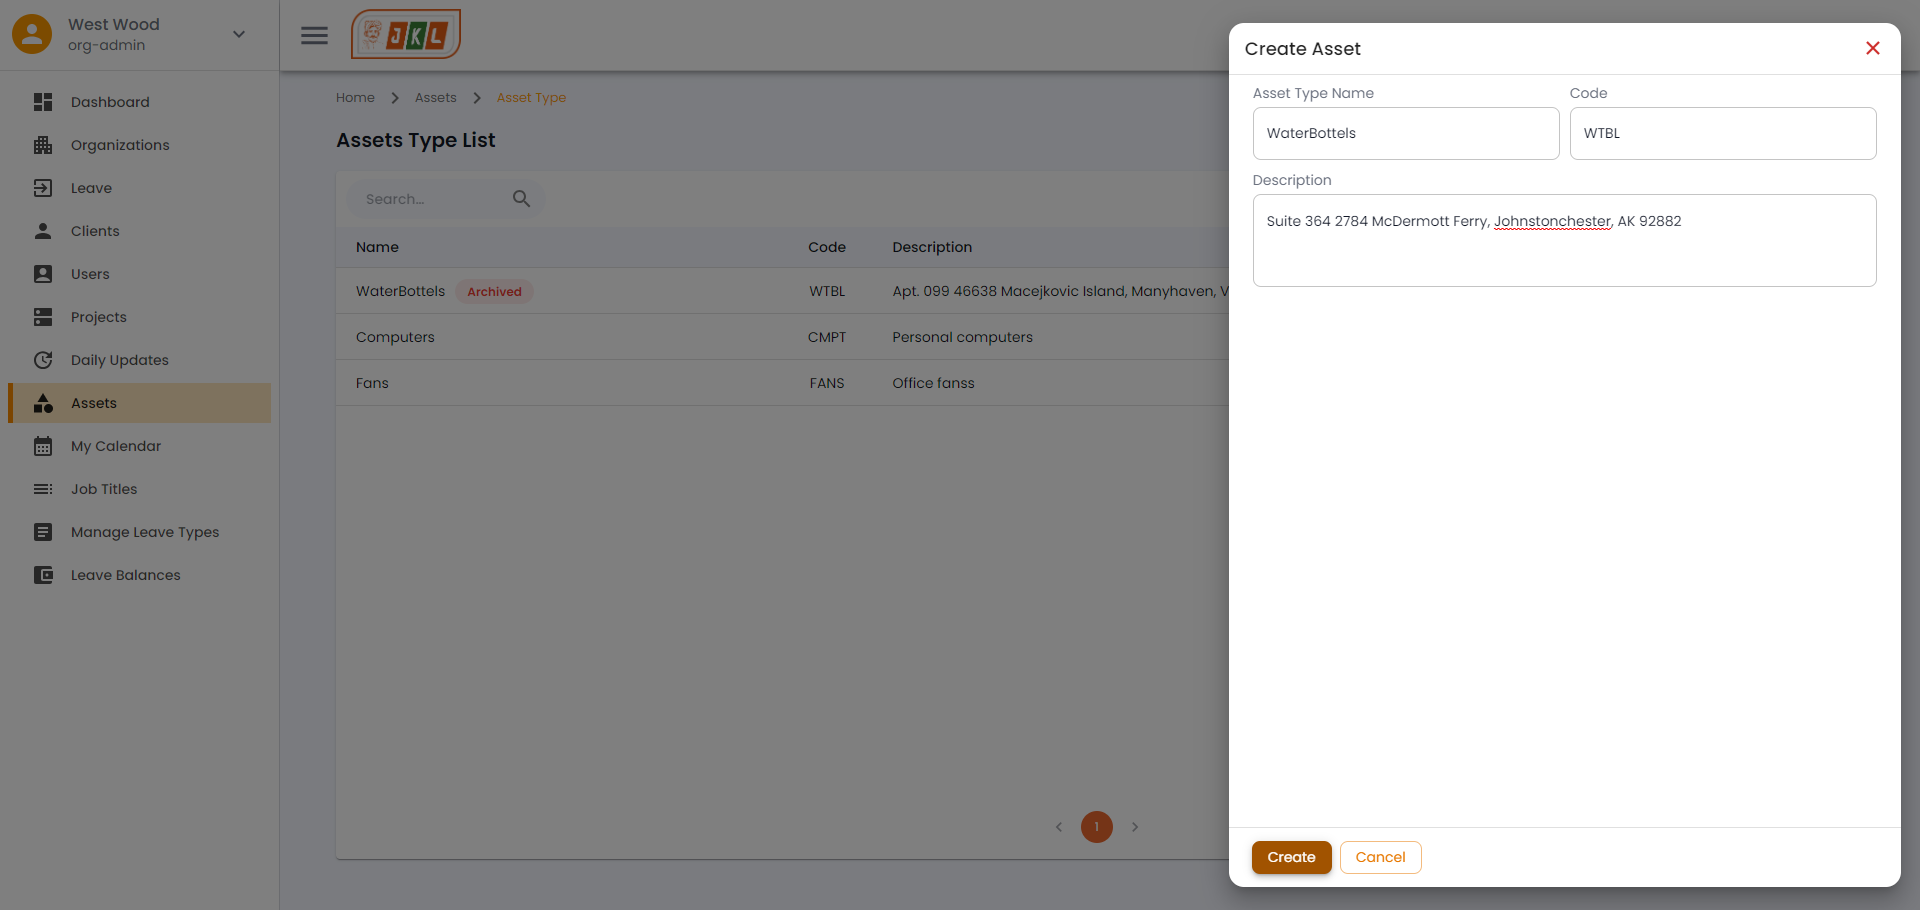 West Wood
org-admin
JKL
Dashboard
Organizations
Leave
Clients
Users
Projects
Daily Updates
Assets
My Calendar
Job Titles
Manage Leave Types
Leave Balances
Home
Assets
Asset Type
Assets Type List
Search...
Name Code Description
WaterBottels Archived WTBL Apt. 099 46638 Macejkovic Island, Manyhaven, V
Computers CMPT Personal computers
Fans FANS Office fanss
1
Create Asset
Asset Type Name
WaterBottels
Code
WTBL
Description
Suite 364 2784 McDermott Ferry, Johnstonchester, AK 92882
Create
Cancel